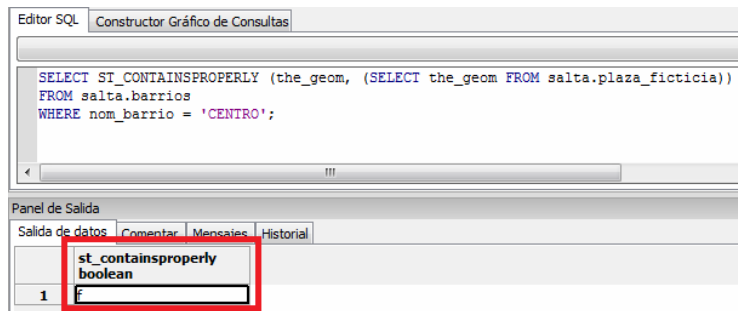 Editor SQL Constructor Gráfico de Consultas
SELECT ST_CONTAINSPROPERLY (the_geom, (SELECT the_geom FROM salta.plaza_ficticia))
FROM salta.barrios
WHERE nom_barrio = 'CENTRO';
Panel de Salida
Salida de datos Comentar Mensajes Historial
st_containsproperly
boolean
1 f